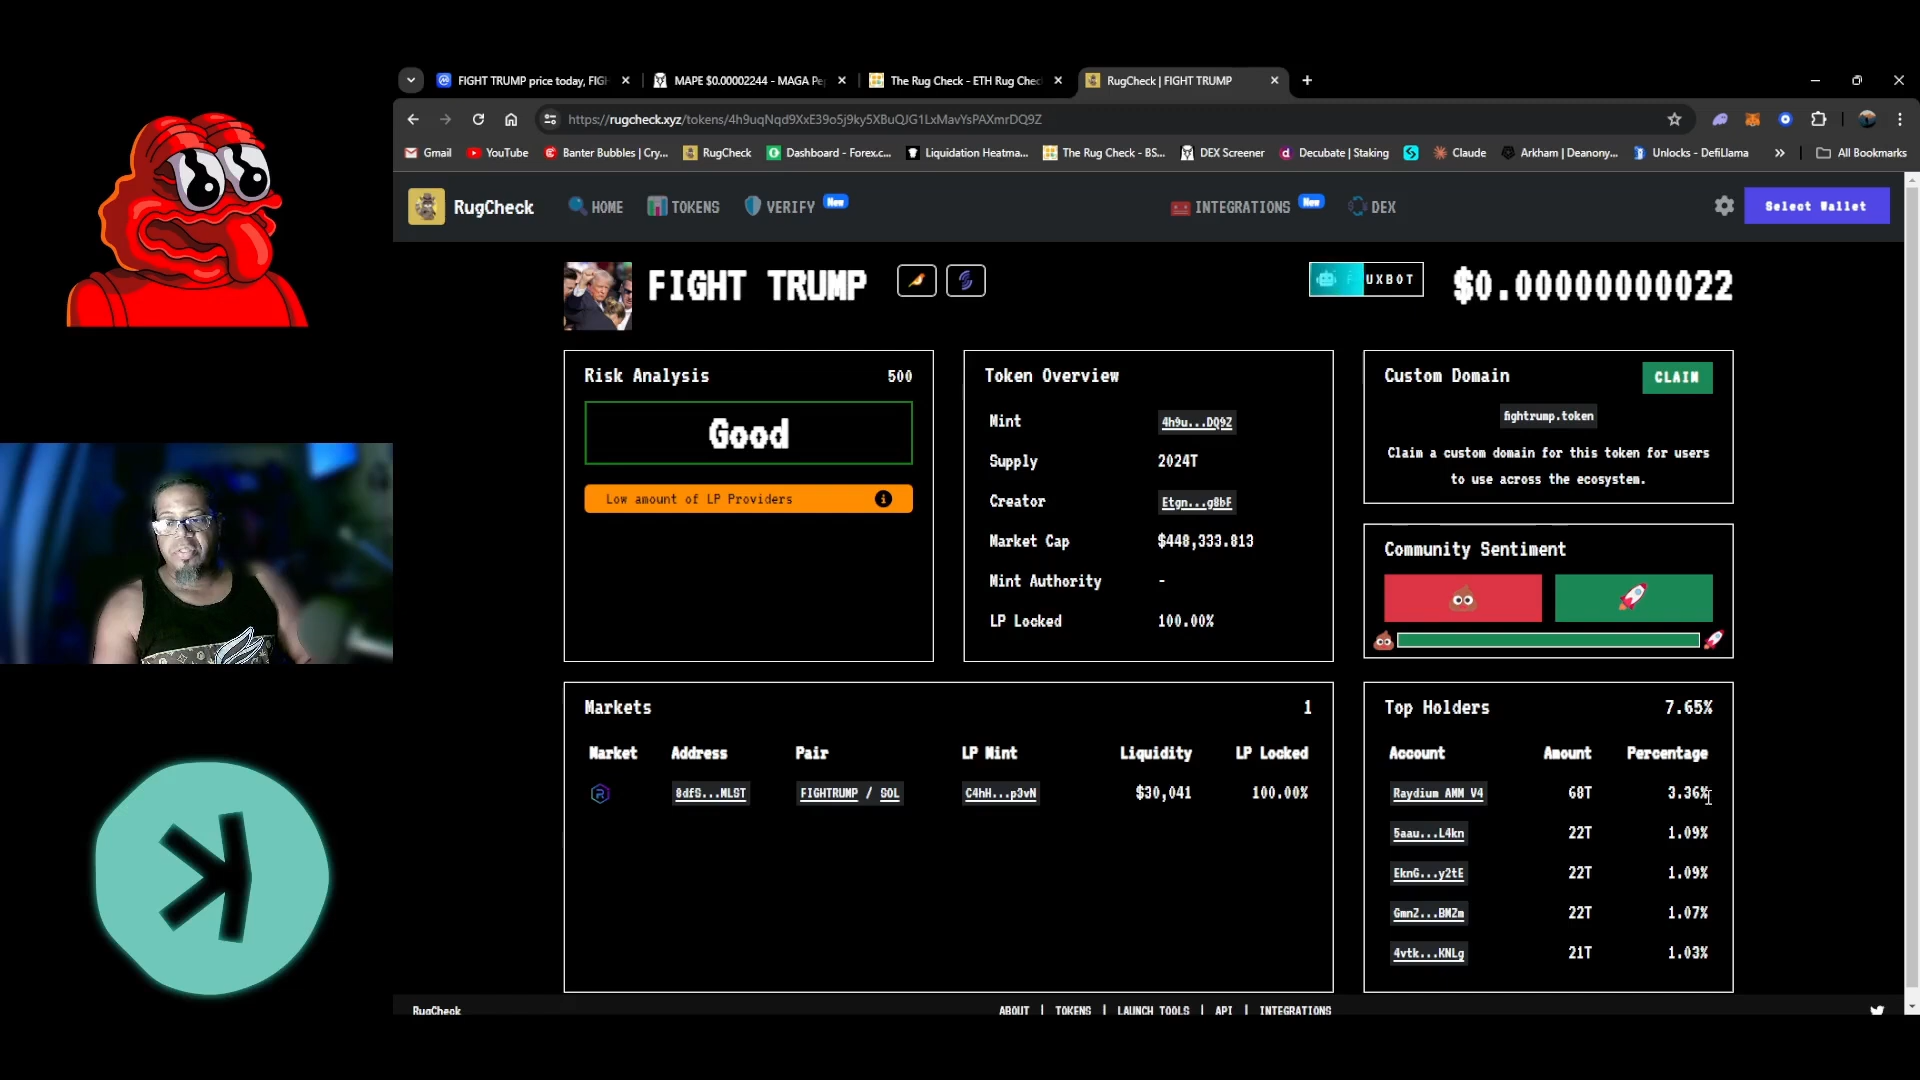 FIGHT TRUMP price today, FIGH
MAPE $0.00002244 - MAGA Pe
The Rug Check - ETH Rug Chec
RugCheck | FIGHT TRUMP
https://rugcheck.xyz/tokens/4h9uqNqd9XxE39o5j9ky5XBuQJG1LxMavYsPAXmrDQ9Z
Gmail
YouTube
Banter Bubbles | Cry...
RugCheck
Dashboard - Forex.c...
Liquidation Heatma...
The Rug Check - BS...
DEX Screener
Decubate | Staking
Claude
Arkham | Deanony...
Unlocks - DefiLlama
»
All Bookmarks
RugCheck
HOME
TOKENS
VERIFY New
INTEGRATIONS New
DEX
Select Wallet
FIGHT TRUMP
UXBOT
$0.00000000022
Risk Analysis 500
Good
Low amount of LP Providers
Token Overview
Mint 4h9u...DQ9Z
Supply 2024T
Creator Etgn...g8bF
Market Cap $448,333.813
Mint Authority -
LP Locked 100.00%
Custom Domain CLAIM
fightrump.token
Claim a custom domain for this token for users
to use across the ecosystem.
Community Sentiment
Markets 1
Market Address Pair LP Mint Liquidity LP Locked
8dfS...MLST FIGHTRUMP / SOL C4hH...p3vN $30,041 100.00%
Top Holders 7.65%
Account Amount Percentage
Raydium AMM V4 68T 3.36%
5aau...L4kn 22T 1.09%
EknG...y2tE 22T 1.09%
GmnZ...BMZm 22T 1.07%
4vtk...KNLg 21T 1.03%
RugCheck
ABOUT | TOKENS | LAUNCH TOOLS | API | INTEGRATIONS